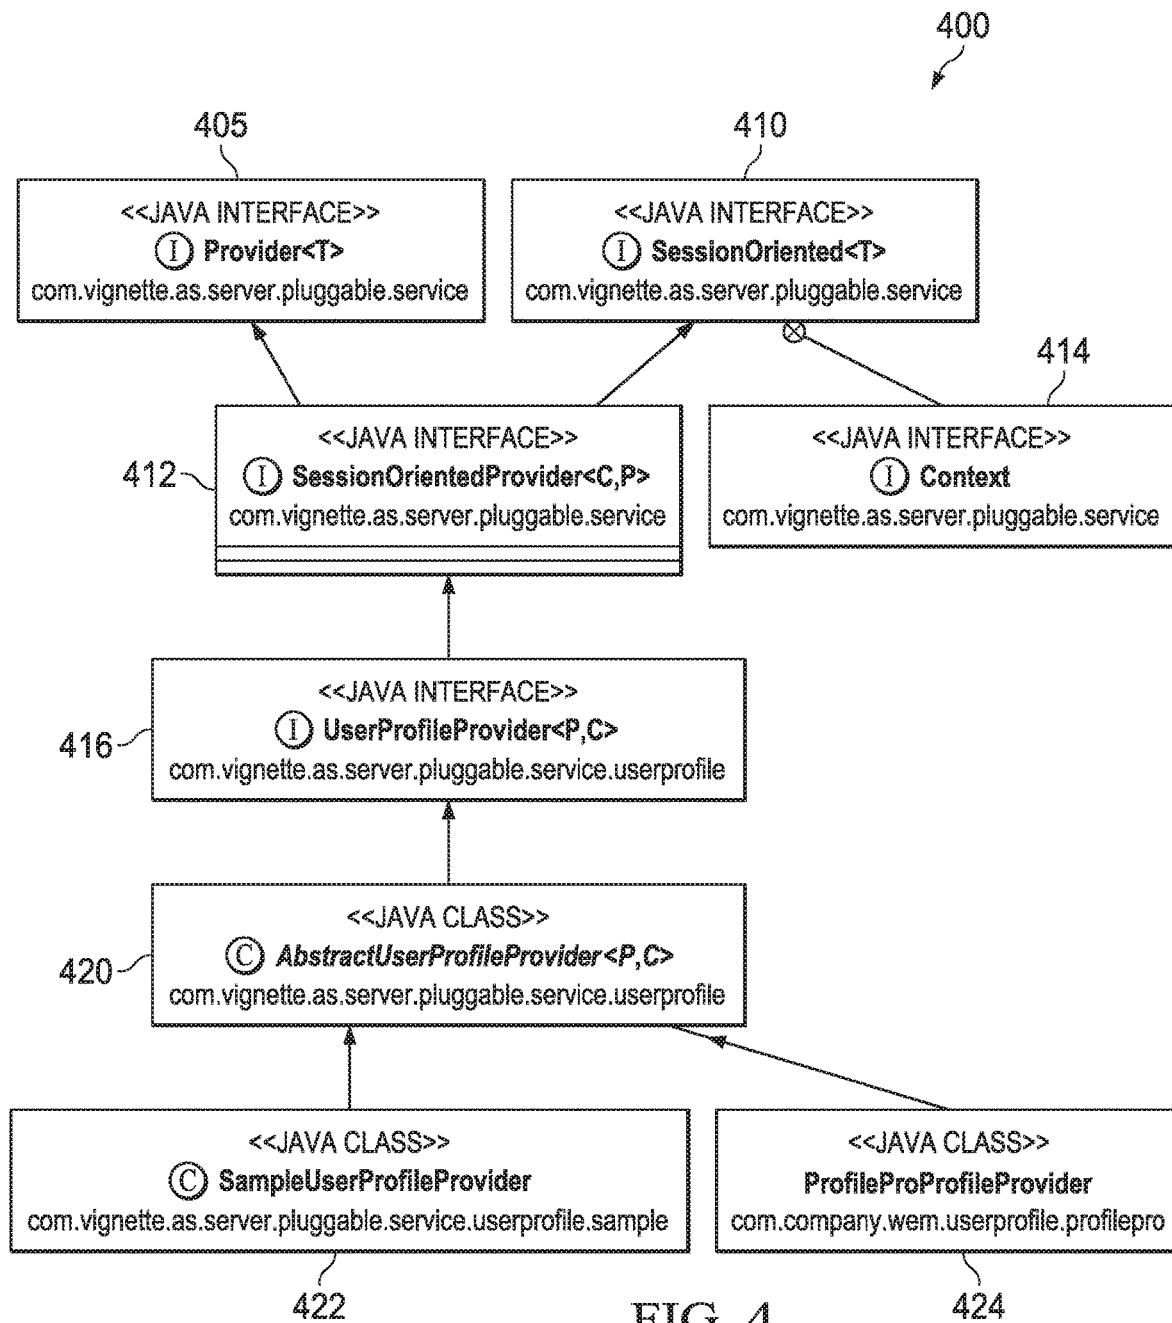 400
405
410
<<JAVA INTERFACE>>
I Provider<T>
com.vignette.as.server.pluggable.service
<<JAVA INTERFACE>>
I SessionOriented<T>
com.vignette.as.server.pluggable.service
414
412
<<JAVA INTERFACE>>
I SessionOrientedProvider<C,P>
com.vignette.as.server.pluggable.service
<<JAVA INTERFACE>>
I Context
com.vignette.as.server.pluggable.service
416
<<JAVA INTERFACE>>
I UserProfileProvider<P,C>
com.vignette.as.server.pluggable.service.userprofile
420
<<JAVA CLASS>>
C AbstractUserProfileProvider<P,C>
com.vignette.as.server.pluggable.service.userprofile
<<JAVA CLASS>>
C SampleUserProfileProvider
com.vignette.as.server.pluggable.service.userprofile.sample
<<JAVA CLASS>>
ProfileProProfileProvider
com.company.wem.userprofile.profilepro
422
FIG. 4
424